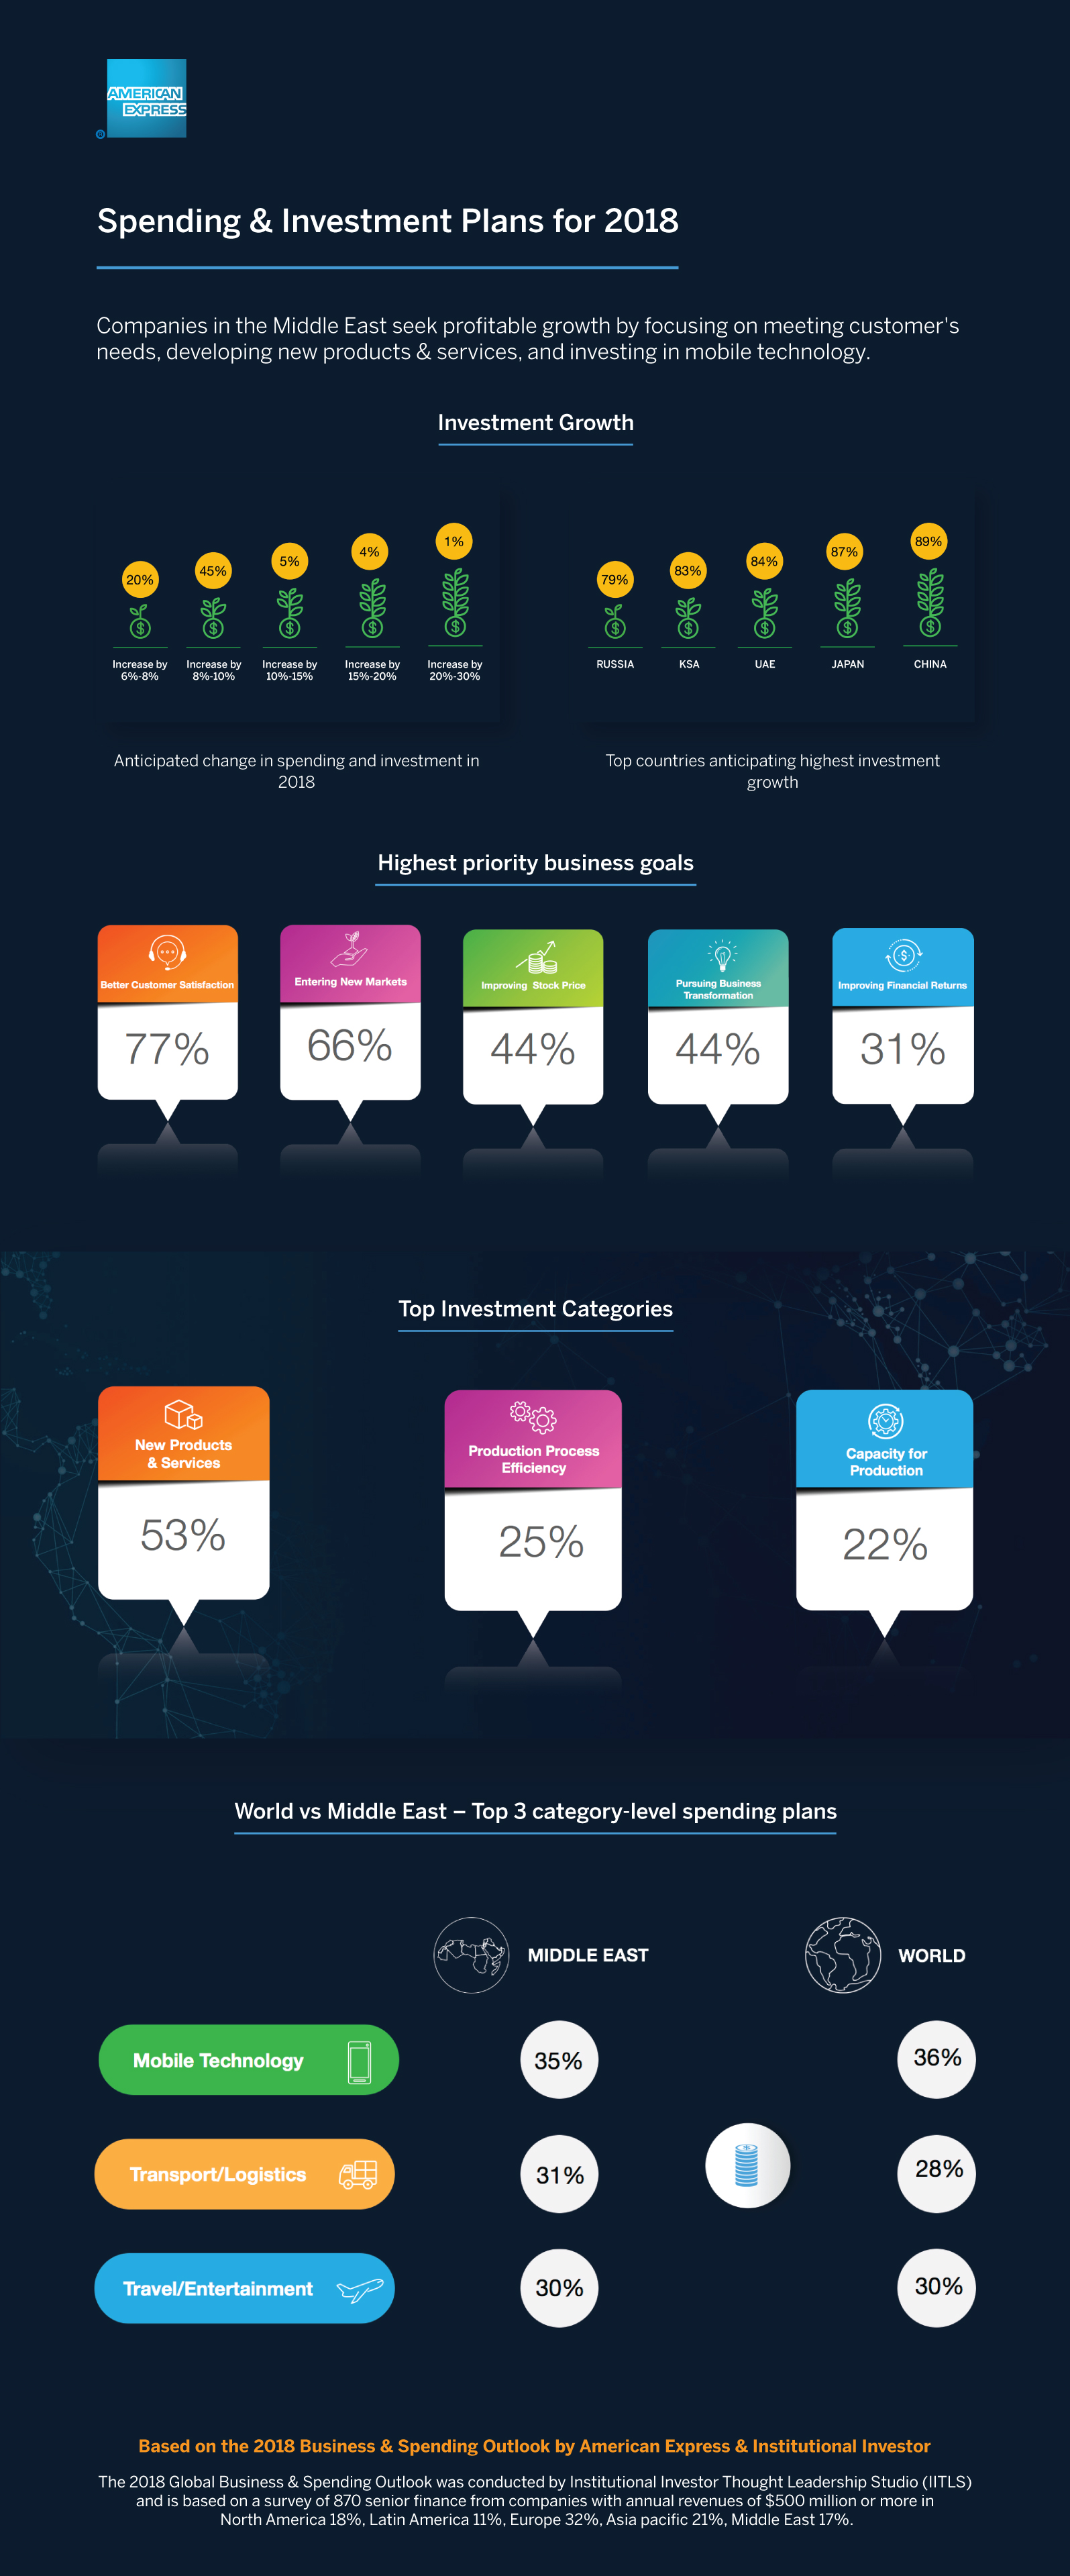 AMERICAN
EXPRESS
®
Spending & Investment Plans for 2018
Companies in the Middle East seek profitable growth by focusing on meeting customer's
needs, developing new products & services, and investing in mobile technology.
Investment Growth
20%
45%
5%
4%
1%
Increase by
6%-8%
Increase by
8%-10%
Increase by
10%-15%
Increase by
15%-20%
Increase by
20%-30%
Anticipated change in spending and investment in
2018
79%
83%
84%
87%
89%
RUSSIA
KSA
UAE
JAPAN
CHINA
Top countries anticipating highest investment
growth
Highest priority business goals
Better Customer Satisfaction
77%
Entering New Markets
66%
Improving Stock Price
44%
Pursuing Business
Transformation
44%
Improving Financial Returns
31%
Top Investment Categories
New Products
& Services
53%
Production Process
Efficiency
25%
Capacity for
Production
22%
World vs Middle East – Top 3 category-level spending plans
MIDDLE EAST
WORLD
Mobile Technology
35%
36%
Transport/Logistics
31%
28%
Travel/Entertainment
30%
30%
Based on the 2018 Business & Spending Outlook by American Express & Institutional Investor
The 2018 Global Business & Spending Outlook was conducted by Institutional Investor Thought Leadership Studio (IITLS)
and is based on a survey of 870 senior finance from companies with annual revenues of $500 million or more in
North America 18%, Latin America 11%, Europe 32%, Asia pacific 21%, Middle East 17%.